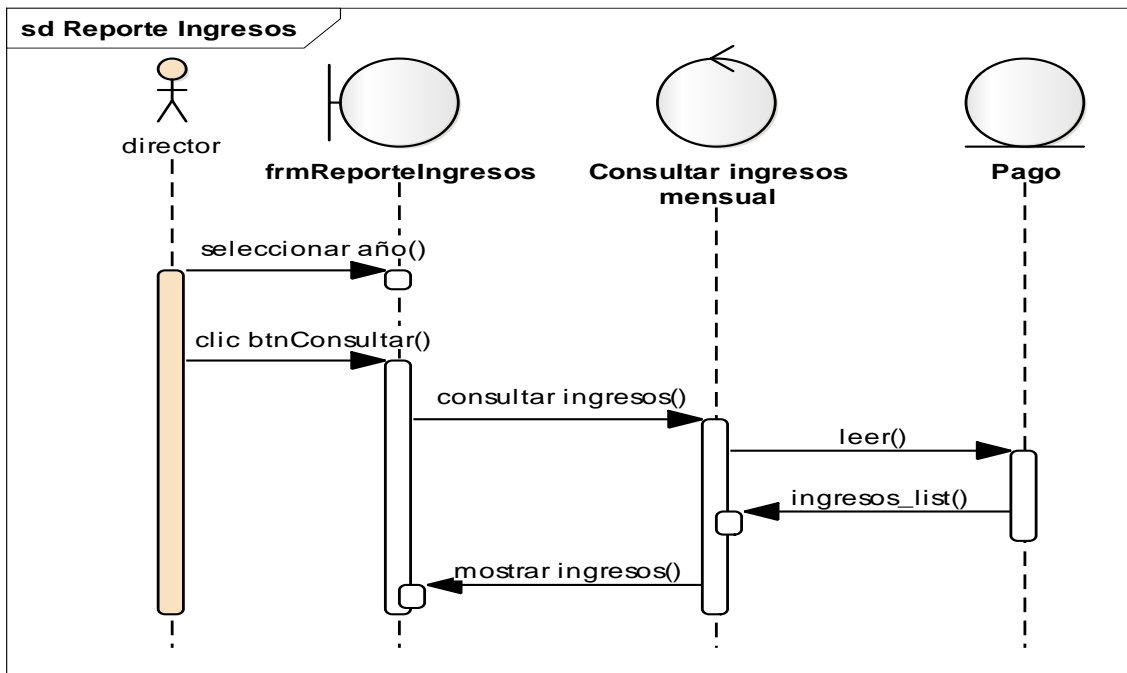 sd Reporte Ingresos
director
frmReporteIngresos
Consultar ingresos
mensual
Pago
seleccionar año()
clic btnConsultar()
consultar ingresos()
leer()
ingresos_list()
mostrar ingresos()